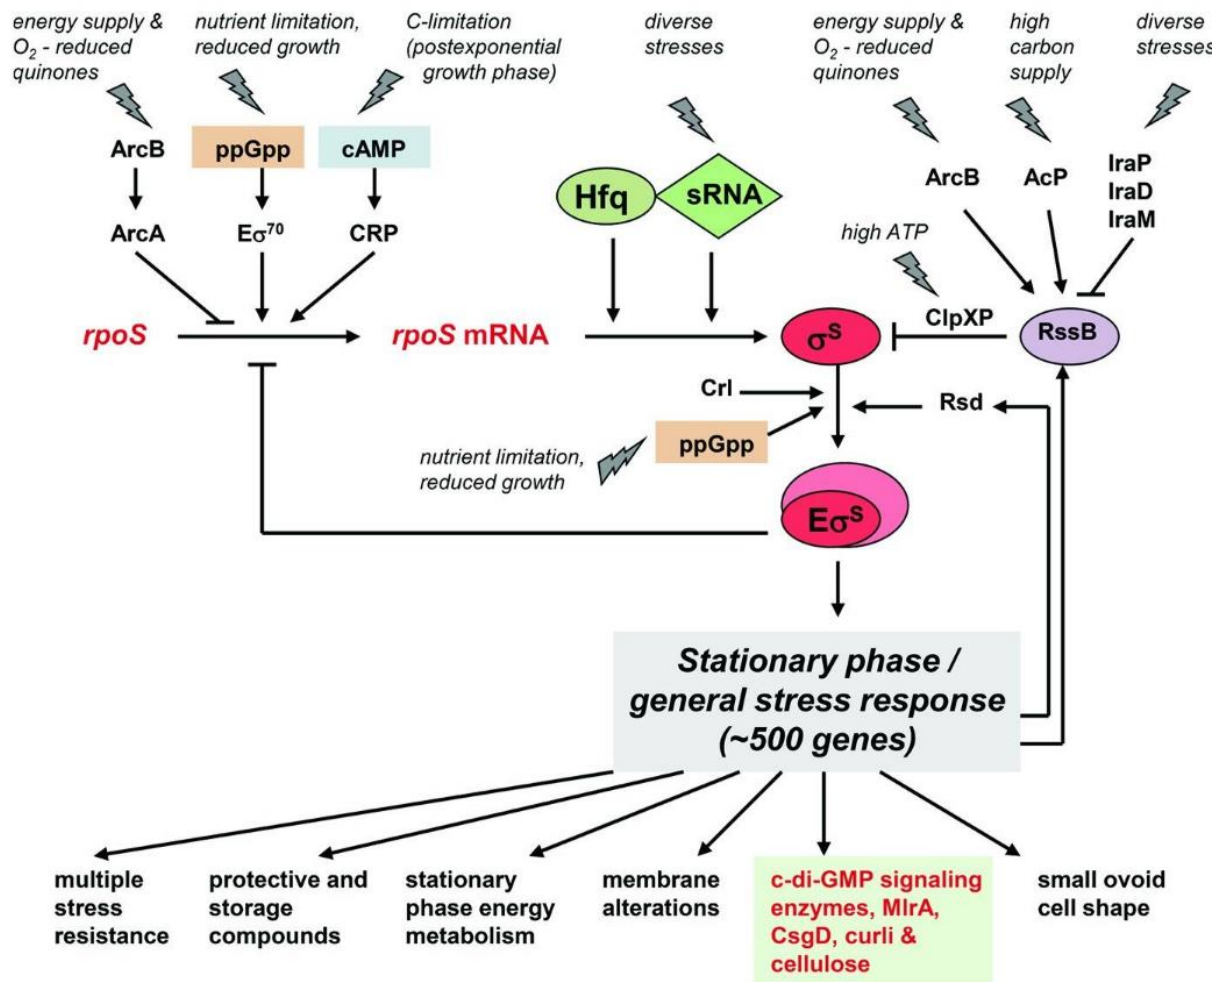 energy supply &
O2 - reduced
quinones
nutrient limitation,
reduced growth
C-limitation
(postexponential
growth phase)
diverse
stresses
energy supply &
O2 - reduced
quinones
high
carbon
supply
diverse
stresses
ArcB
ppGpp
cAMP
Hfq
sRNA
ArcB
AcP
IraP
IraD
IraM
ArcA
Eσ70
CRP
high ATP
rpoS
rpoS mRNA
σS
ClpXP
RssB
Crl
Rsd
ppGpp
nutrient limitation,
reduced growth
EσS
Stationary phase /
general stress response
(~500 genes)
multiple
stress
resistance
protective and
storage
compounds
stationary
phase energy
metabolism
membrane
alterations
c-di-GMP signaling
enzymes, MlrA,
CsgD, curli &
cellulose
small ovoid
cell shape